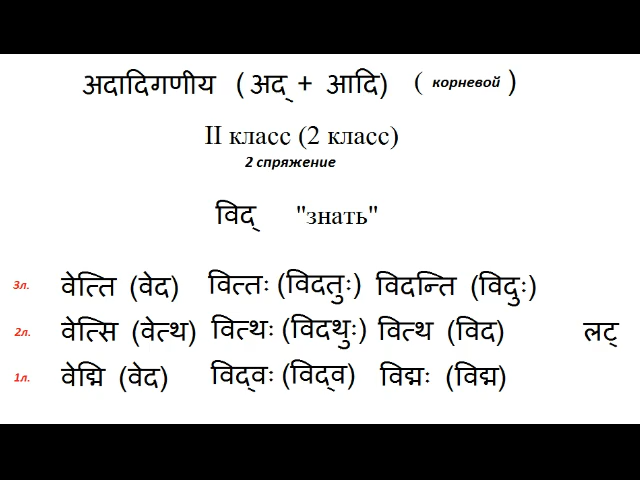 अदादिगणीय (अद् + आदि) ( корневой )
II класс (2 класс)
2 спряжение
विद् "знать"
3л. वेत्ति (वेद) वित्तः (विदतुः) विदन्ति (विदुः)
2л. वेत्सि (वेत्थ) वित्थः (विदथुः) वित्थ (विद) लट्
1л. वेद्मि (वेद) विद्वः (विद्व) विद्मः (विद्म)